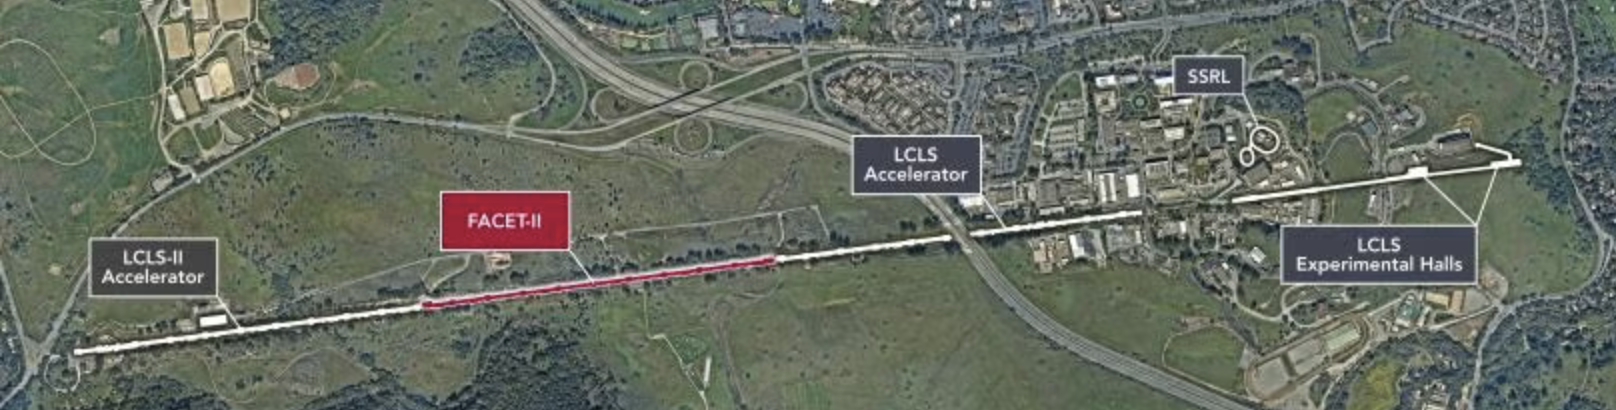 SSRL
LCLS
Accelerator
FACET-II
LCLS-II
Accelerator
LCLS
Experimental Halls